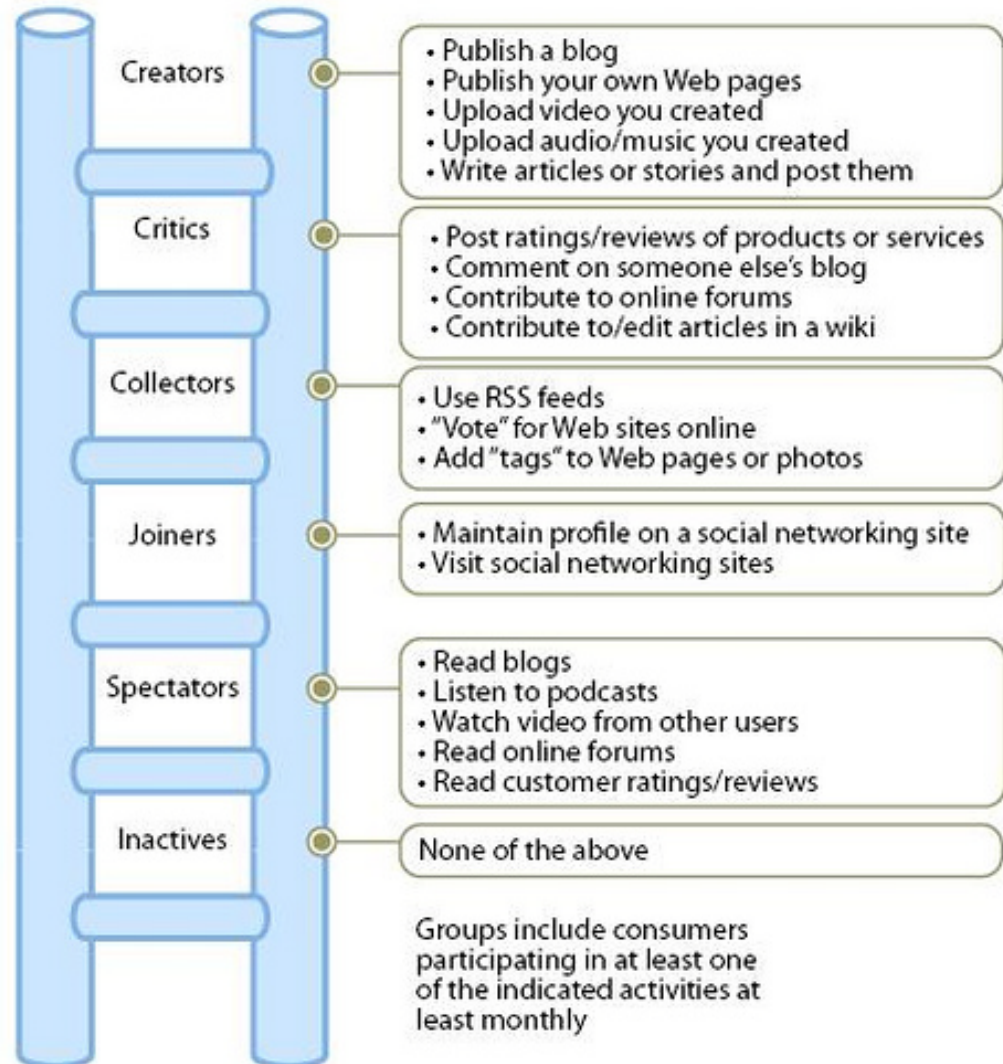 Creators
• Publish a blog
• Publish your own Web pages
• Upload video you created
• Upload audio/music you created
• Write articles or stories and post them
Critics
• Post ratings/reviews of products or services
• Comment on someone else's blog
• Contribute to online forums
• Contribute to/edit articles in a wiki
Collectors
• Use RSS feeds
• "Vote" for Web sites online
• Add "tags" to Web pages or photos
Joiners
• Maintain profile on a social networking site
• Visit social networking sites
Spectators
• Read blogs
• Listen to podcasts
• Watch video from other users
• Read online forums
• Read customer ratings/reviews
Inactives
None of the above
Groups include consumers
participating in at least one
of the indicated activities at
least monthly